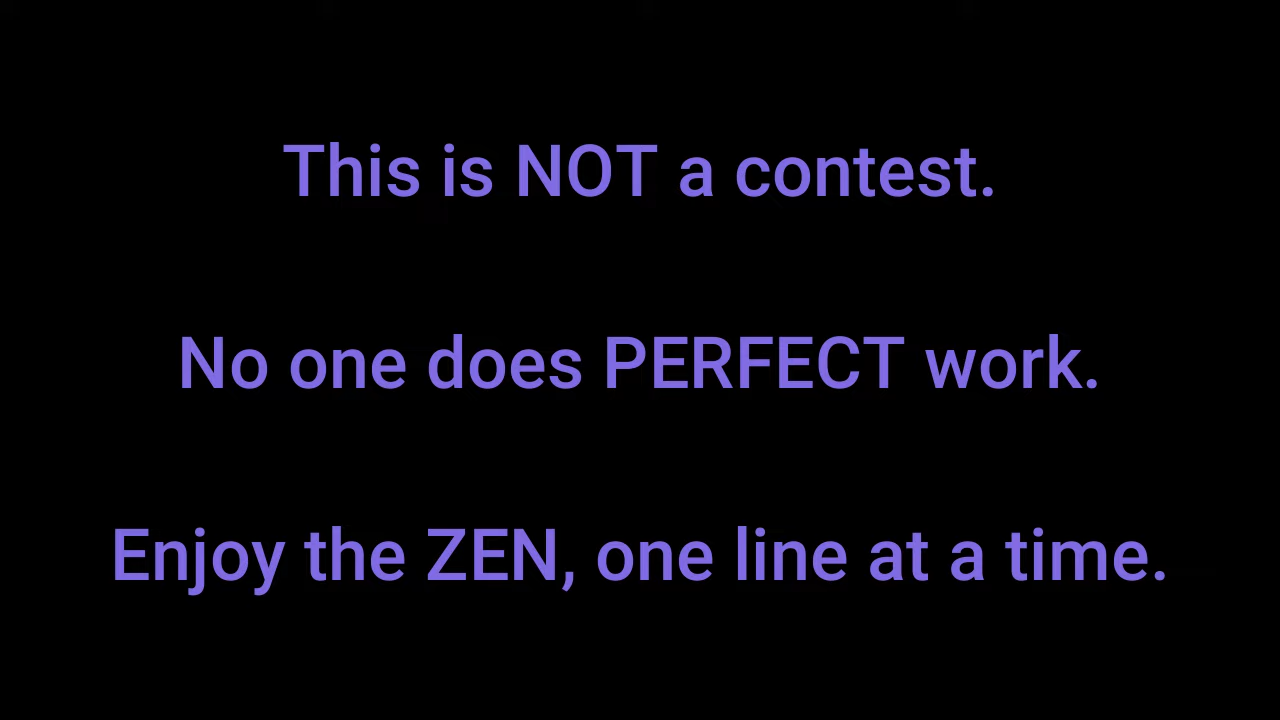 This is NOT a contest.
No one does PERFECT work.
Enjoy the ZEN, one line at a time.